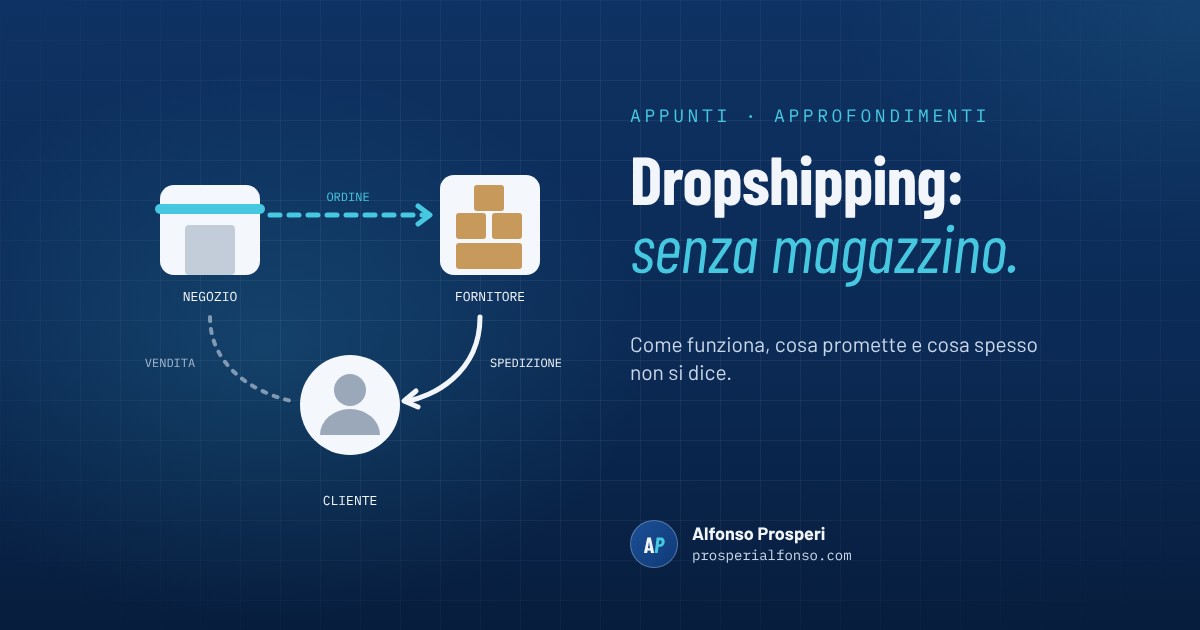 ORDINE
NEGOZIO
FORNITORE
VENDITA
SPEDIZIONE
CLIENTE
APPUNTI · APPROFONDIMENTI
Dropshipping:
senza magazzino.
Come funziona, cosa promette e cosa spesso
non si dice.
AP
Alfonso Prosperi
prosperialfonso.com